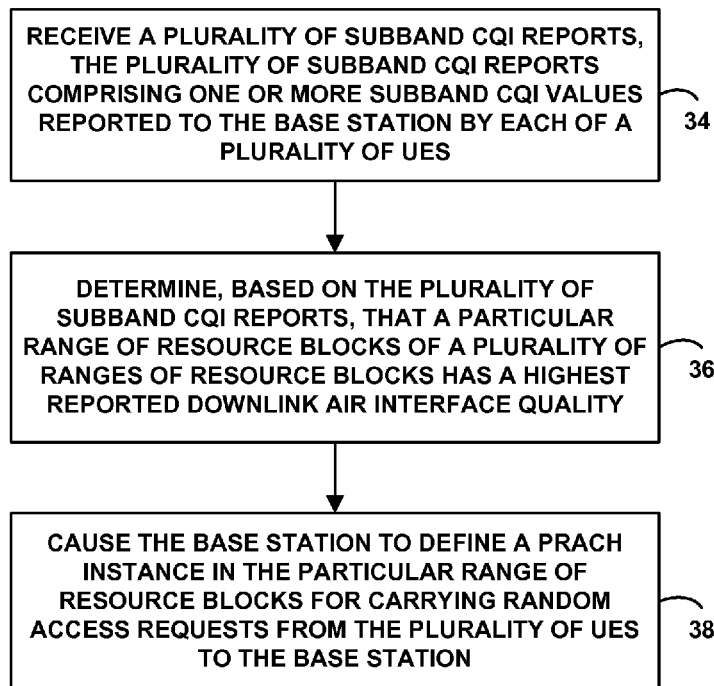 RECEIVE A PLURALITY OF SUBBAND CQI REPORTS,
THE PLURALITY OF SUBBAND CQI REPORTS
COMPRISING ONE OR MORE SUBBAND CQI VALUES
REPORTED TO THE BASE STATION BY EACH OF A
PLURALITY OF UES
34
DETERMINE, BASED ON THE PLURALITY OF
SUBBAND CQI REPORTS, THAT A PARTICULAR
RANGE OF RESOURCE BLOCKS OF A PLURALITY OF
RANGES OF RESOURCE BLOCKS HAS A HIGHEST
REPORTED DOWNLINK AIR INTERFACE QUALITY
36
CAUSE THE BASE STATION TO DEFINE A PRACH
INSTANCE IN THE PARTICULAR RANGE OF
RESOURCE BLOCKS FOR CARRYING RANDOM
ACCESS REQUESTS FROM THE PLURALITY OF UES
TO THE BASE STATION
38